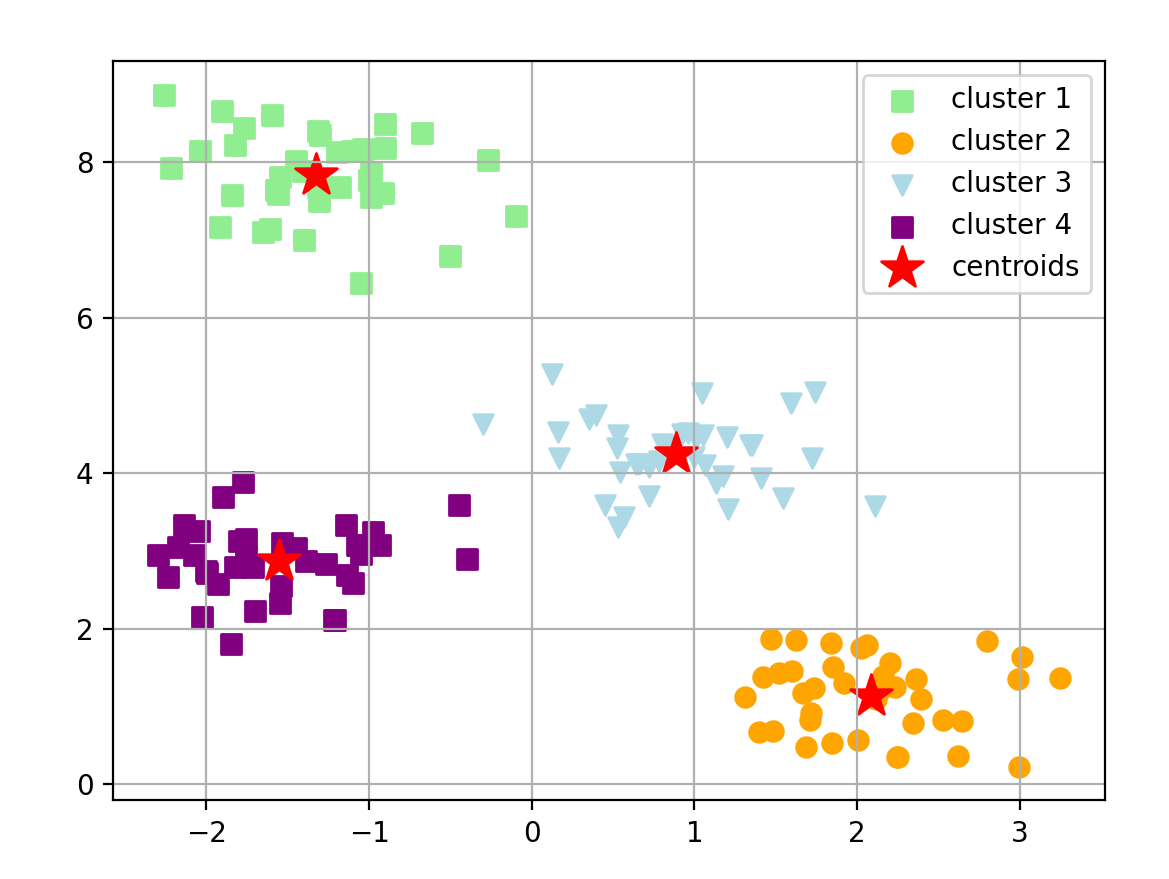 cluster 1
cluster 2
cluster 3
cluster 4
centroids
8
6
4
2
0
−2 −1 0 1 2 3